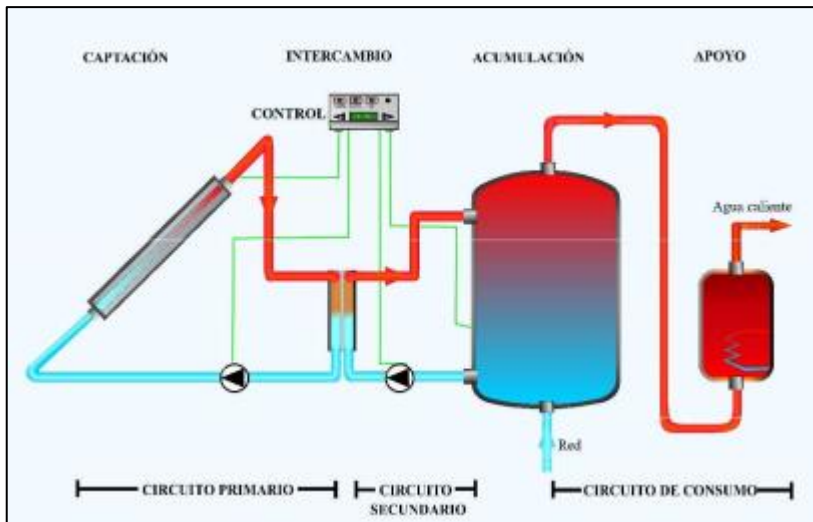 CAPTACIÓN
INTERCAMBIO
ACUMULACIÓN
APOYO
CONTROL
Agua caliente
Red
CIRCUITO PRIMARIO
CIRCUITO
SECUNDARIO
CIRCUITO DE CONSUMO